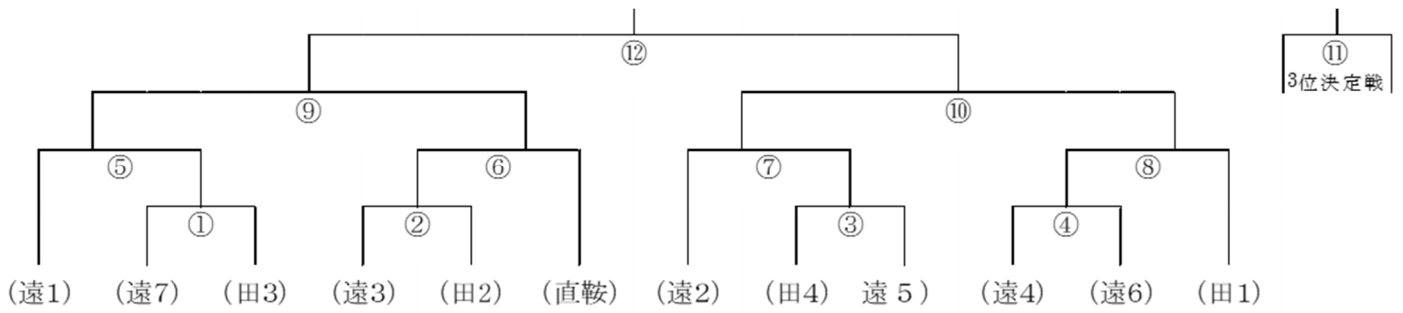 ⑫
⑪
3位決定戦
⑨ ⑩
⑤ ⑥ ⑦ ⑧
① ② ③ ④
(遠1) (遠7) (田3) (遠3) (田2) (直鞍) (遠2) (田4) 遠5) (遠4) (遠6) (田1)